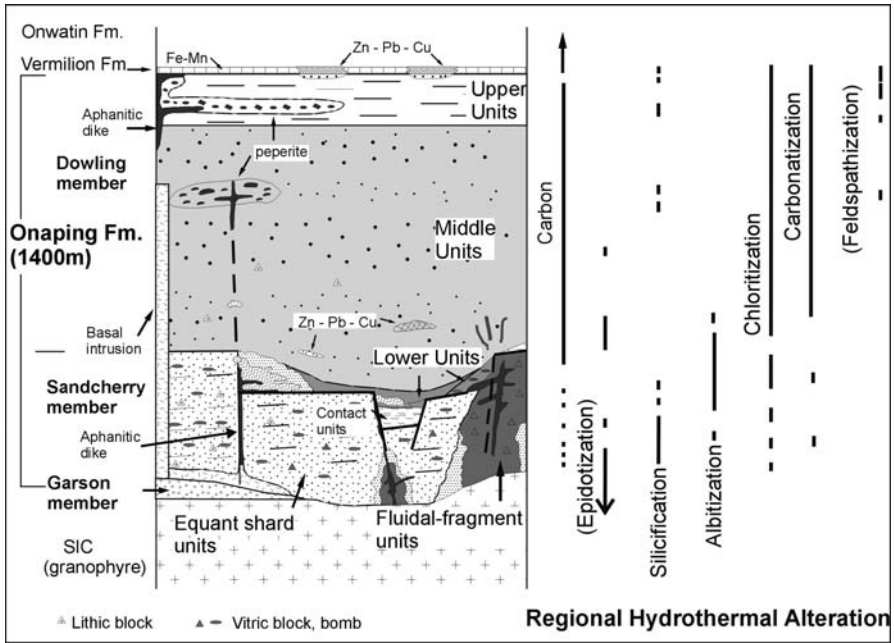 Onwatin Fm.
Vermilion Fm.
Fe-Mn
Zn - Pb - Cu
Upper
Units
Aphanitic
dike
Dowling
member
peperite
Onaping Fm.
(1400m)
Middle
Units
Zn - Pb - Cu
Basal
intrusion
Lower Units
Sandcherry
member
Contact
units
Aphanitic
dike
Garson
member
Equant shard
units
Fluidal-fragment
units
SIC
(granophyre)
Lithic block
Vitric block, bomb
Carbon
(Epidotization)
Silicification
Albitization
Chloritization
Carbonatization
(Feldspathization)
Regional Hydrothermal Alteration